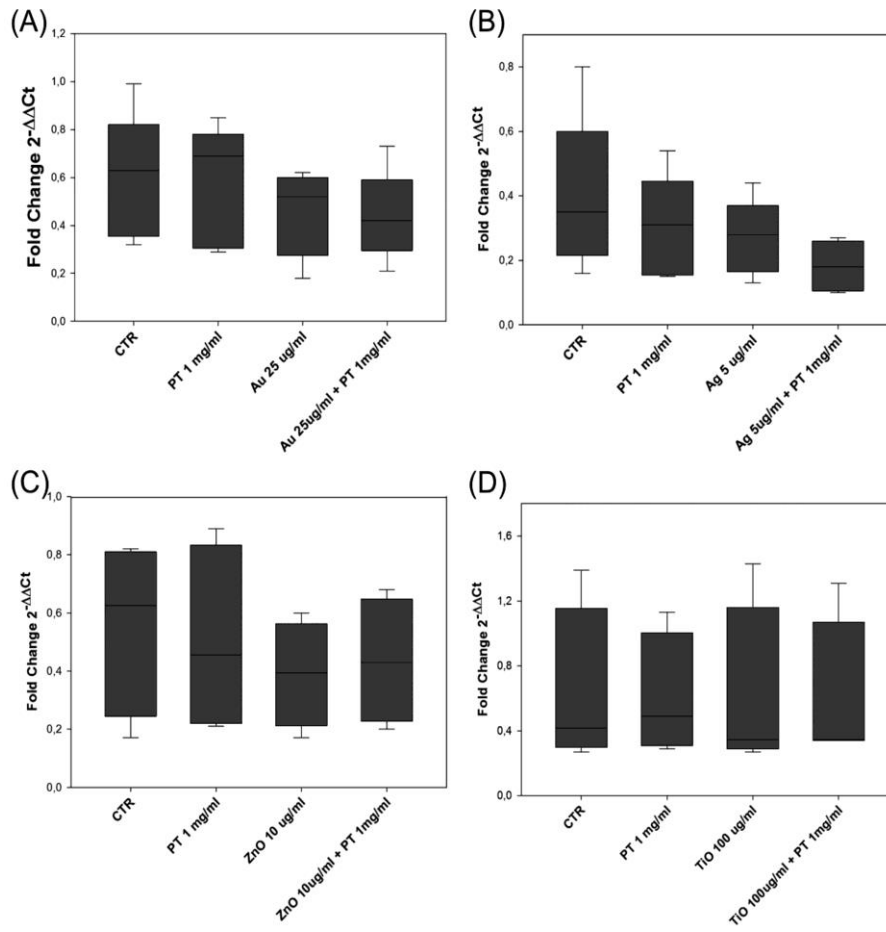 (A)
Fold Change 2-ΔΔCt
1,2
1,0
0,8
0,6
0,4
0,2
0,0
CTR
PT 1 mg/ml
Au 25 ug/ml
Au 25ug/ml + PT 1mg/ml
(B)
Fold Change 2-ΔΔCt
0,8
0,6
0,4
0,2
0,0
CTR
PT 1 mg/ml
Ag 5 ug/ml
Ag 5ug/ml + PT 1mg/ml
(C)
Fold Change 2-ΔΔCt
1,0
0,8
0,6
0,4
0,2
0,0
CTR
PT 1 mg/ml
ZnO 10 ug/ml
ZnO 10ug/ml + PT 1mg/ml
(D)
Fold Change 2-ΔΔCt
1,6
1,2
0,8
0,4
0,0
CTR
PT 1 mg/ml
TiO 100 ug/ml
TiO 100ug/ml + PT 1mg/ml